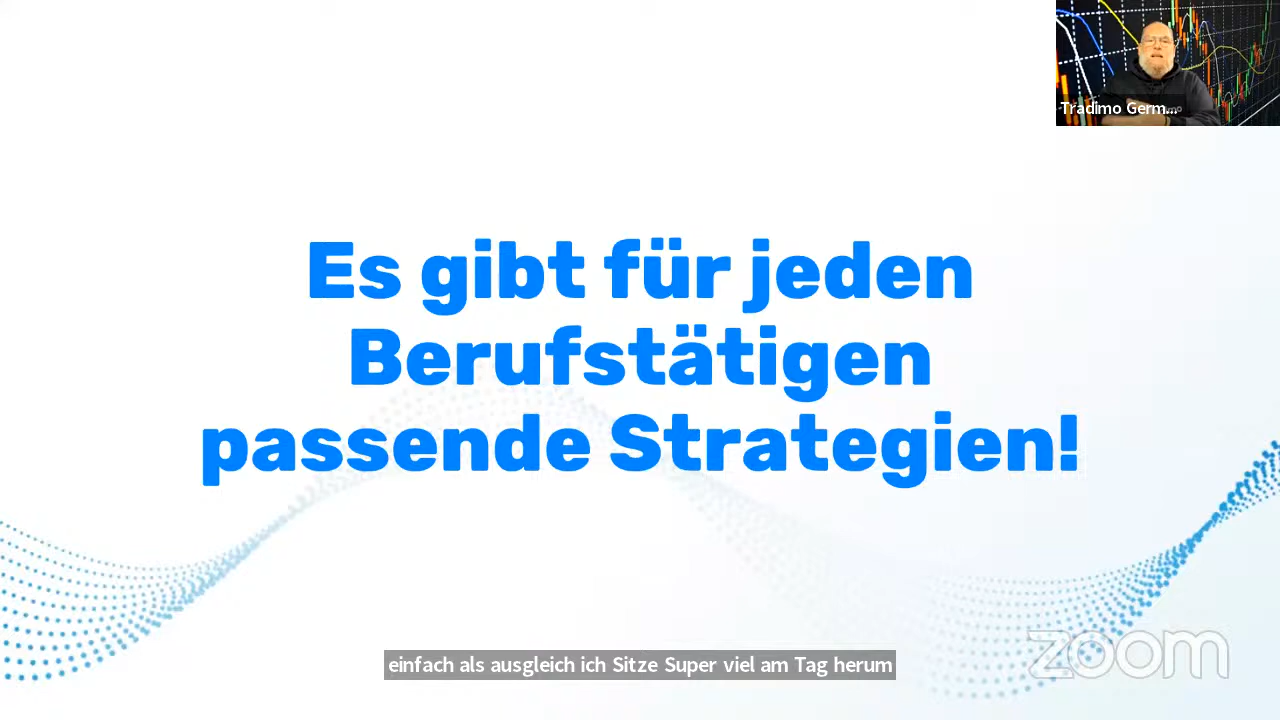 Tradimo Germ...
Es gibt für jeden
Berufstätigen
passende Strategien!
einfach als ausgleich ich Sitze Super viel am Tag herum
zoom